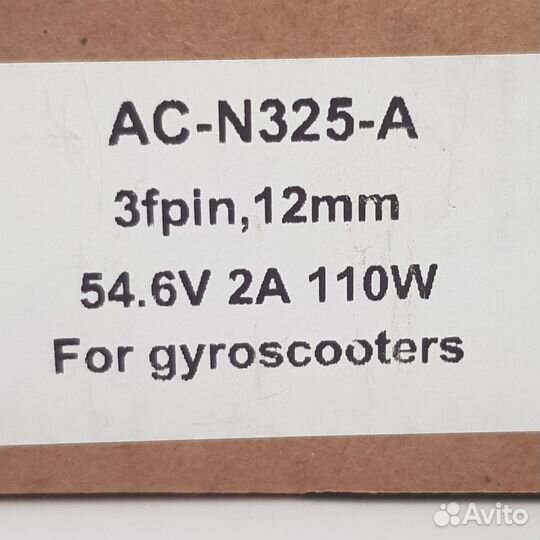 AC-N325-A
3fpin,12mm
54.6V 2A 110W
For gyroscooters
Avito